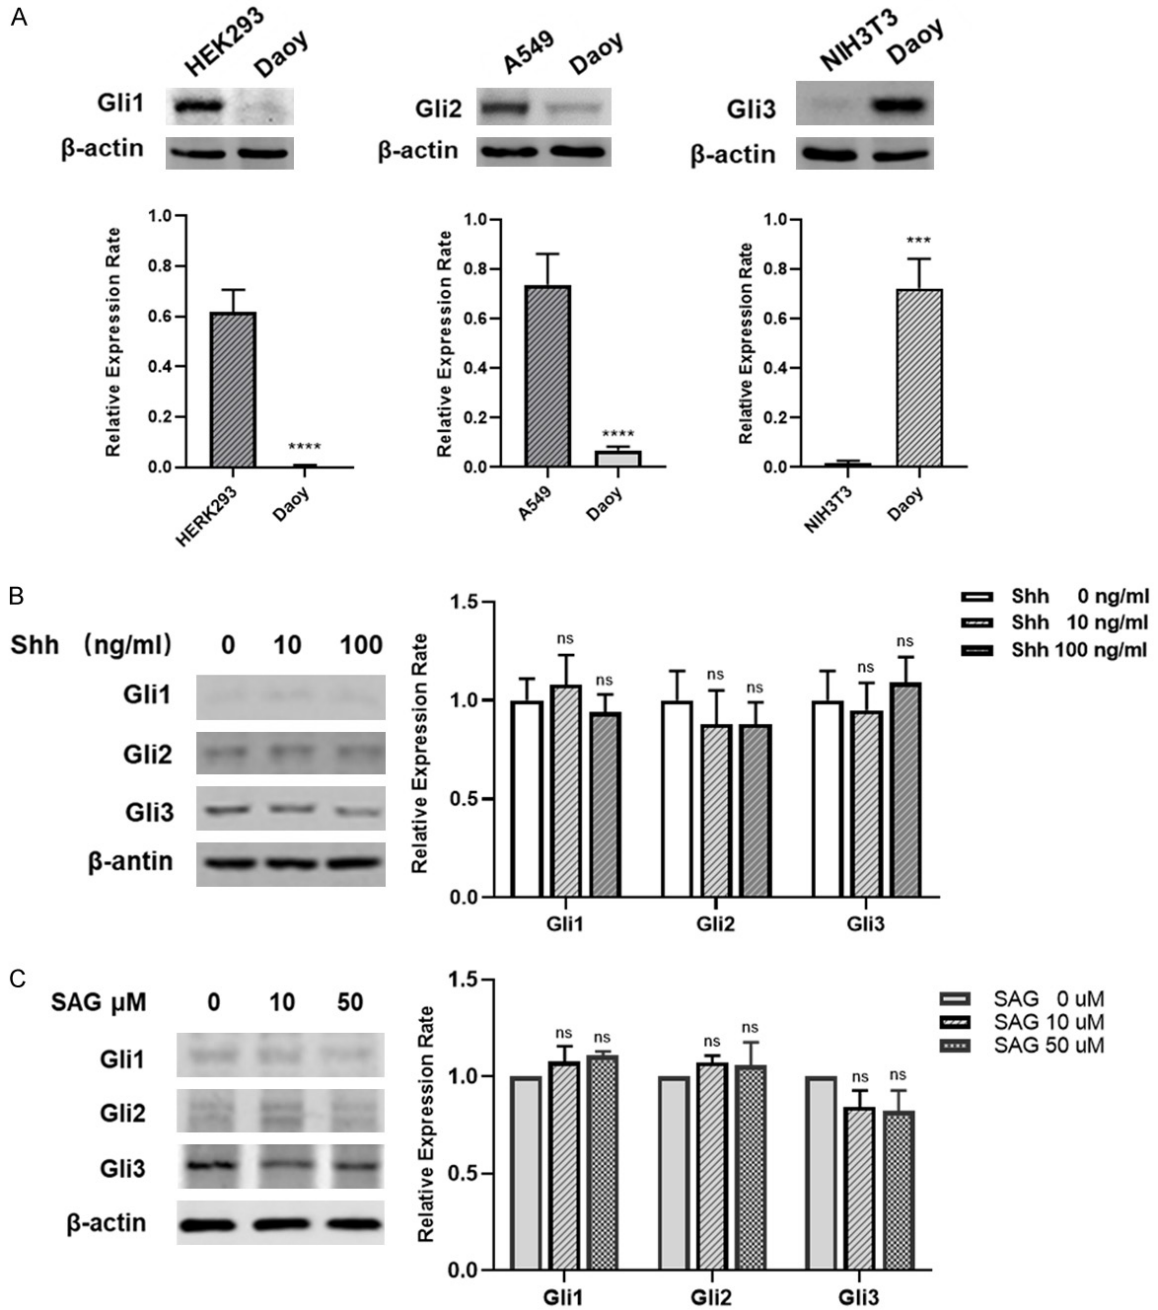 A
HEK293 Daoy
Gli1
β-actin
A549 Daoy
Gli2
β-actin
NIH3T3 Daoy
Gli3
β-actin
Relative Expression Rate
1.0
0.8
0.6
0.4
0.2
0.0
****
HERK293 Daoy
Relative Expression Rate
1.0
0.8
0.6
0.4
0.2
0.0
****
A549 Daoy
Relative Expression Rate
1.0
0.8
0.6
0.4
0.2
0.0
***
NIH3T3 Daoy
B
Shh (ng/ml) 0 10 100
Gli1
Gli2
Gli3
β-antin
Relative Expression Rate
1.5
1.0
0.5
0.0
ns ns ns ns ns ns
Gli1 Gli2 Gli3
Shh 0 ng/ml
Shh 10 ng/ml
Shh 100 ng/ml
C
SAG μM 0 10 50
Gli1
Gli2
Gli3
β-actin
Relative Expression Rate
1.5
1.0
0.5
0.0
ns ns ns ns ns ns
Gli1 Gli2 Gli3
SAG 0 uM
SAG 10 uM
SAG 50 uM